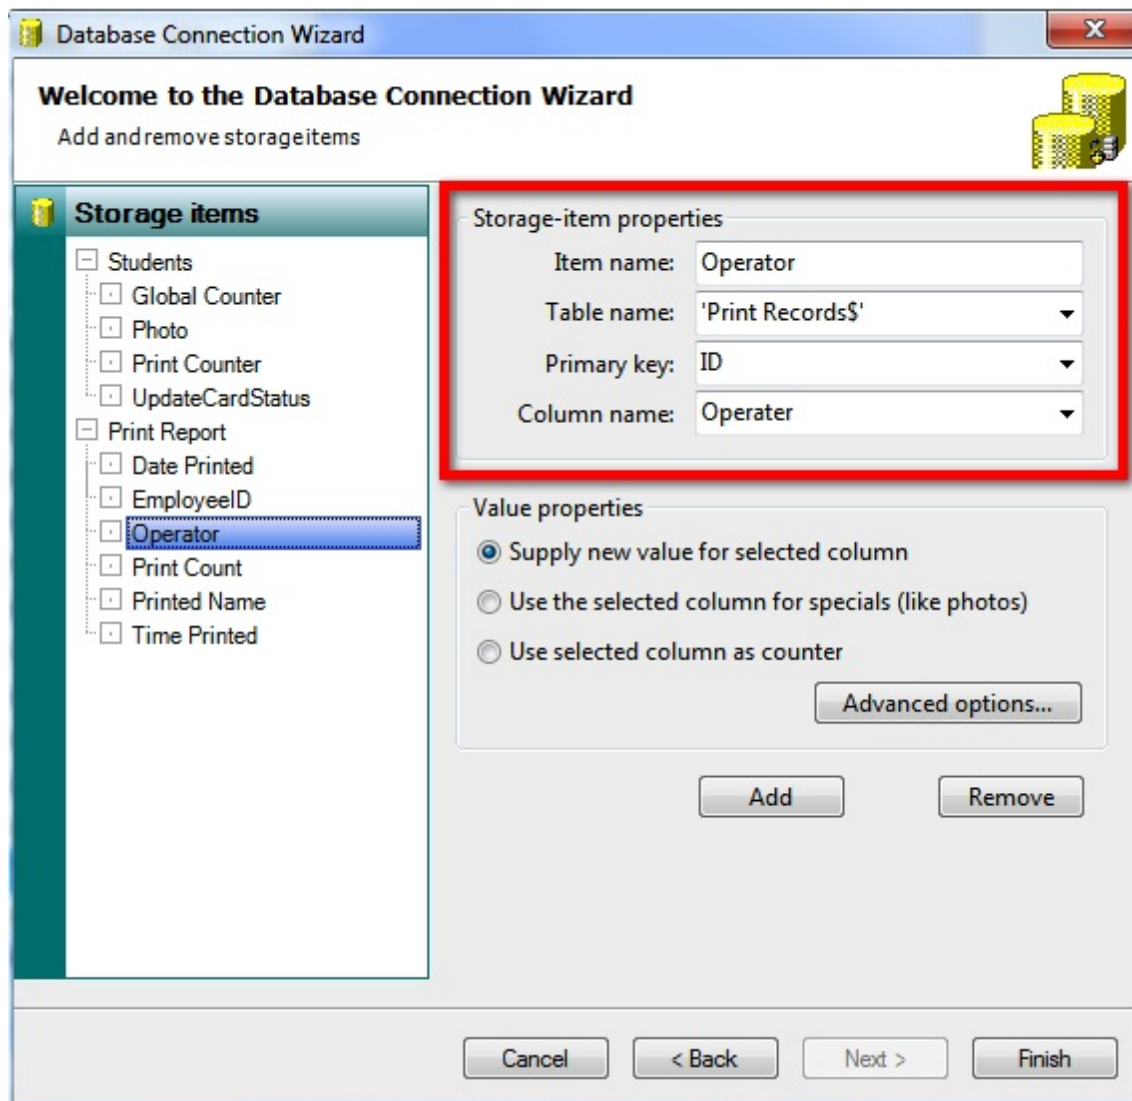 Database Connection Wizard
Welcome to the Database Connection Wizard
Add and remove storage items
Storage items
Students
Global Counter
Photo
Print Counter
UpdateCardStatus
Print Report
Date Printed
EmployeeID
Operator
Print Count
Printed Name
Time Printed
Storage-item properties
Item name: Operator
Table name: 'Print Records$'
Primary key: ID
Column name: Operater
Value properties
Supply new value for selected column
Use the selected column for specials (like photos)
Use selected column as counter
Advanced options...
Add Remove
Cancel < Back Next > Finish